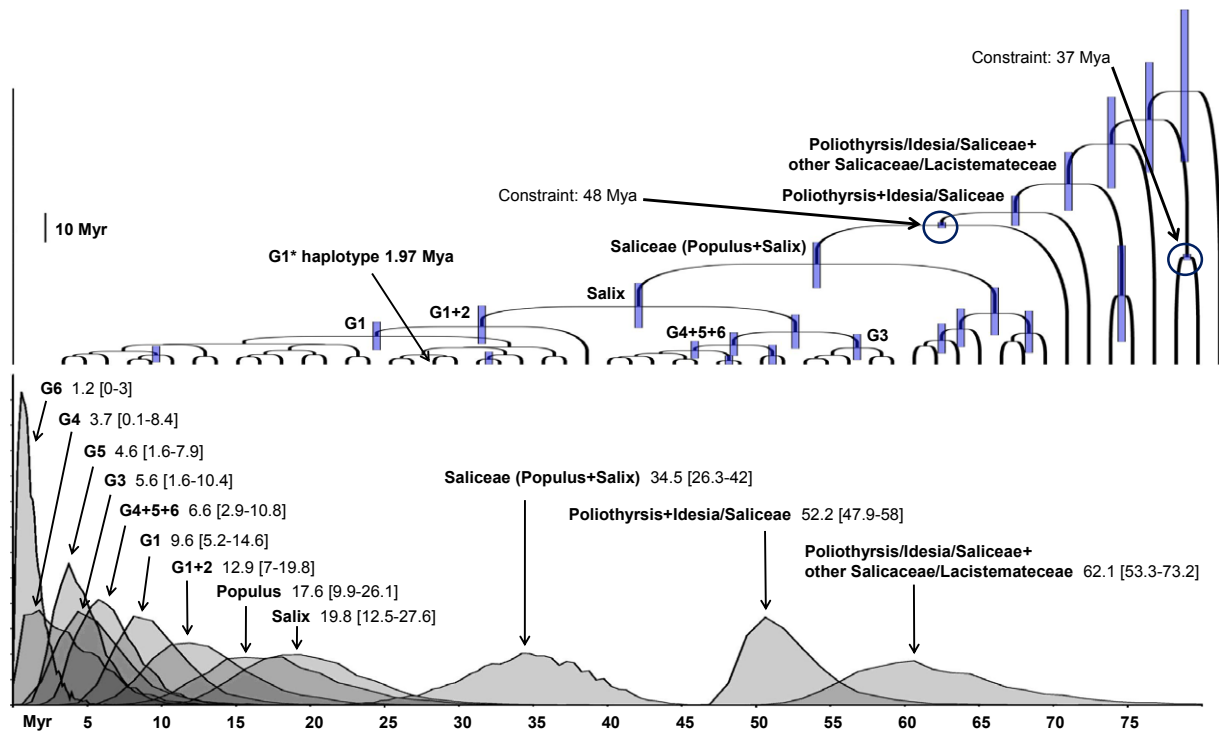 Constraint: 37 Mya
Poliothyrsis/Idesia/Saliceae+
other Salicaceae/Lacistemateceae
Constraint: 48 Mya
Poliothyrsis+Idesia/Saliceae
10 Myr
Saliceae (Populus+Salix)
G1* haplotype 1.97 Mya
Salix
G1+2
G1
G4+5+6
G3
G6 1.2 [0-3]
G4 3.7 [0.1-8.4]
G5 4.6 [1.6-7.9]
G3 5.6 [1.6-10.4]
Saliceae (Populus+Salix) 34.5 [26.3-42]
G4+5+6 6.6 [2.9-10.8]
Poliothyrsis+Idesia/Saliceae 52.2 [47.9-58]
G1 9.6 [5.2-14.6]
Poliothyrsis/Idesia/Saliceae+
other Salicaceae/Lacistemateceae 62.1 [53.3-73.2]
G1+2 12.9 [7-19.8]
Populus 17.6 [9.9-26.1]
Salix 19.8 [12.5-27.6]
Myr 5 10 15 20 25 30 35 40 45 50 55 60 65 70 75